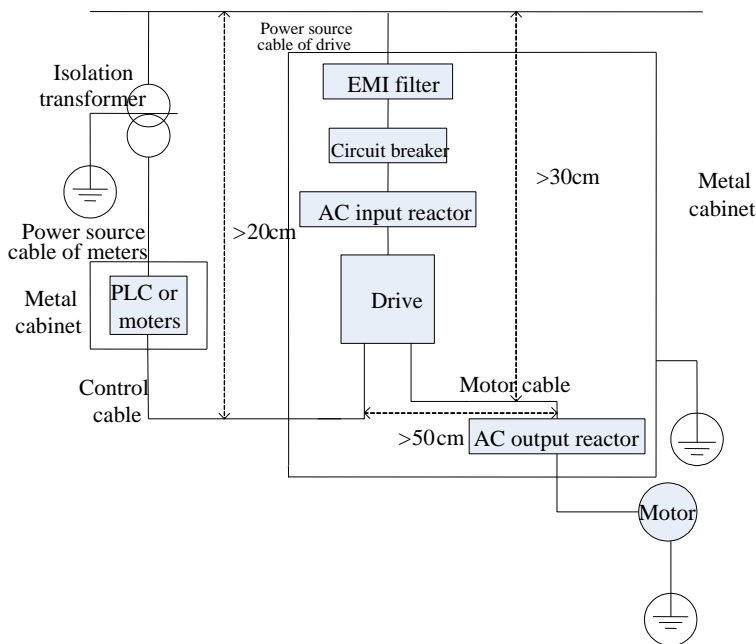 Power source
cable of drive
Isolation
transformer
EMI filter
Circuit breaker
>30cm
Metal
cabinet
AC input reactor
Power source
cable of meters
>20cm
Metal
cabinet
PLC or
moters
Drive
Control
cable
Motor cable
>50cm
AC output reactor
Motor